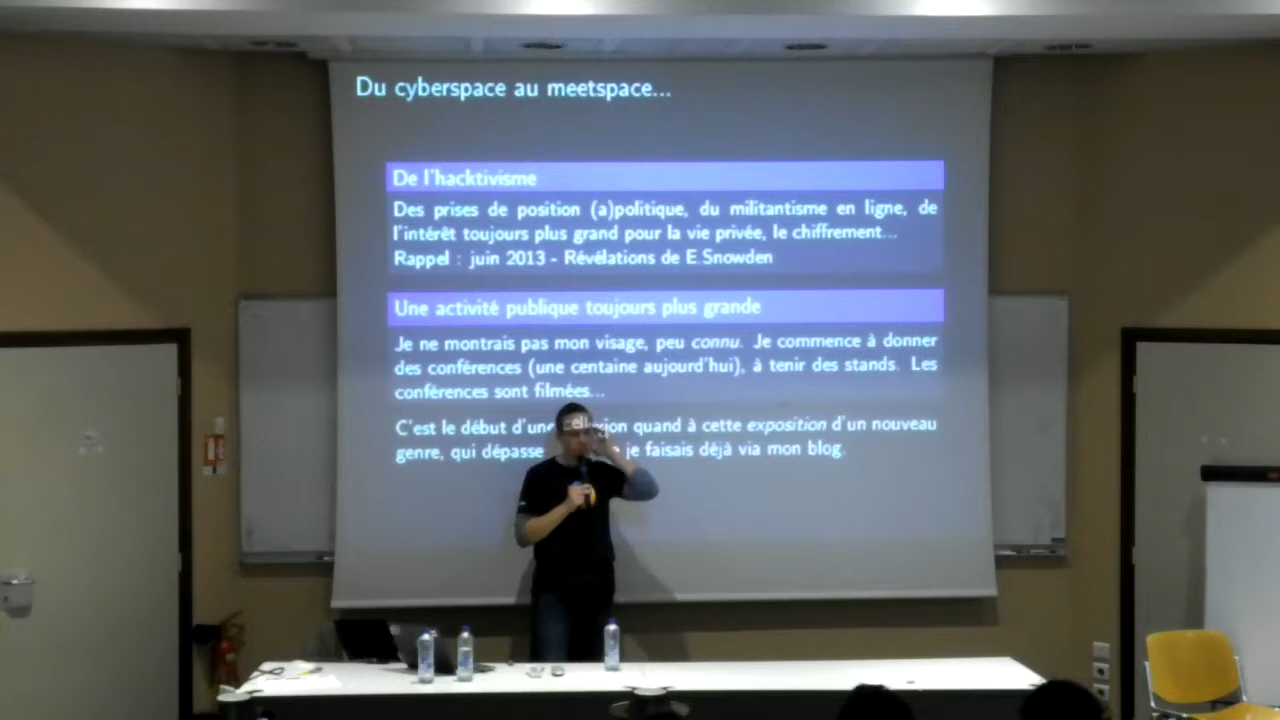 Du cyberspace au meetspace...
De l'hacktivisme
Des prises de position (a)politique, du militantisme en ligne, de
l'intérêt toujours plus grand pour la vie privée, le chiffrement...
Rappel : juin 2013 - Révélations de E.Snowden
Une activité publique toujours plus grande
Je ne montrais pas mon visage, peu connu. Je commence à donner
des conférences (une centaine aujourd'hui), à tenir des stands. Les
conférences sont filmées...
C'est le début d'une quand à cette exposition d'un nouveau
genre, qui dépasse je faisais déjà via mon blog.